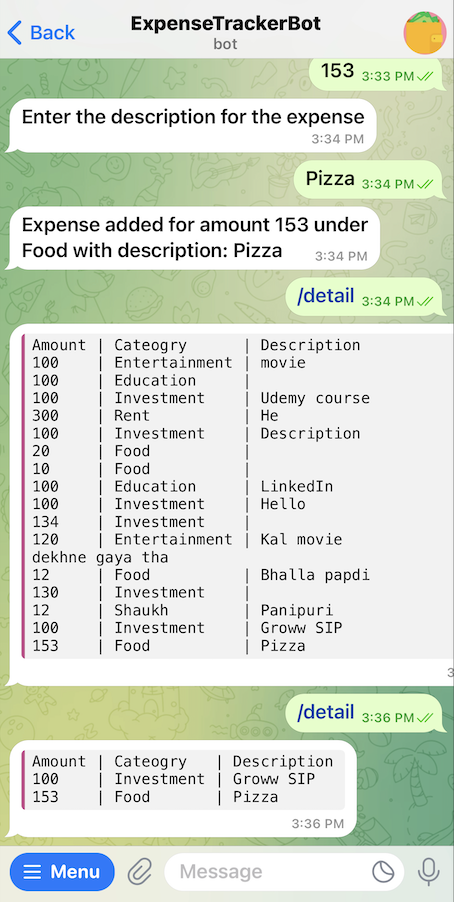 Back
ExpenseTrackerBot
bot
153 3:33 PM
Enter the description for the expense
3:34 PM
Pizza 3:34 PM
Expense added for amount 153 under
Food with description: Pizza 3:34 PM
/detail 3:34 PM
Amount | Cateogry | Description
100 | Entertainment | movie
100 | Education |
100 | Investment | Udemy course
300 | Rent | He
100 | Investment | Description
20 | Food |
10 | Food |
100 | Education | LinkedIn
100 | Investment | Hello
134 | Investment |
120 | Entertainment | Kal movie
dekhne gaya tha
12 | Food | Bhalla papdi
130 | Investment |
12 | Shaukh | Panipuri
100 | Investment | Groww SIP
153 | Food | Pizza
/detail 3:36 PM
Amount | Cateogry | Description
100 | Investment | Groww SIP
153 | Food | Pizza
3:36 PM
Menu
Message